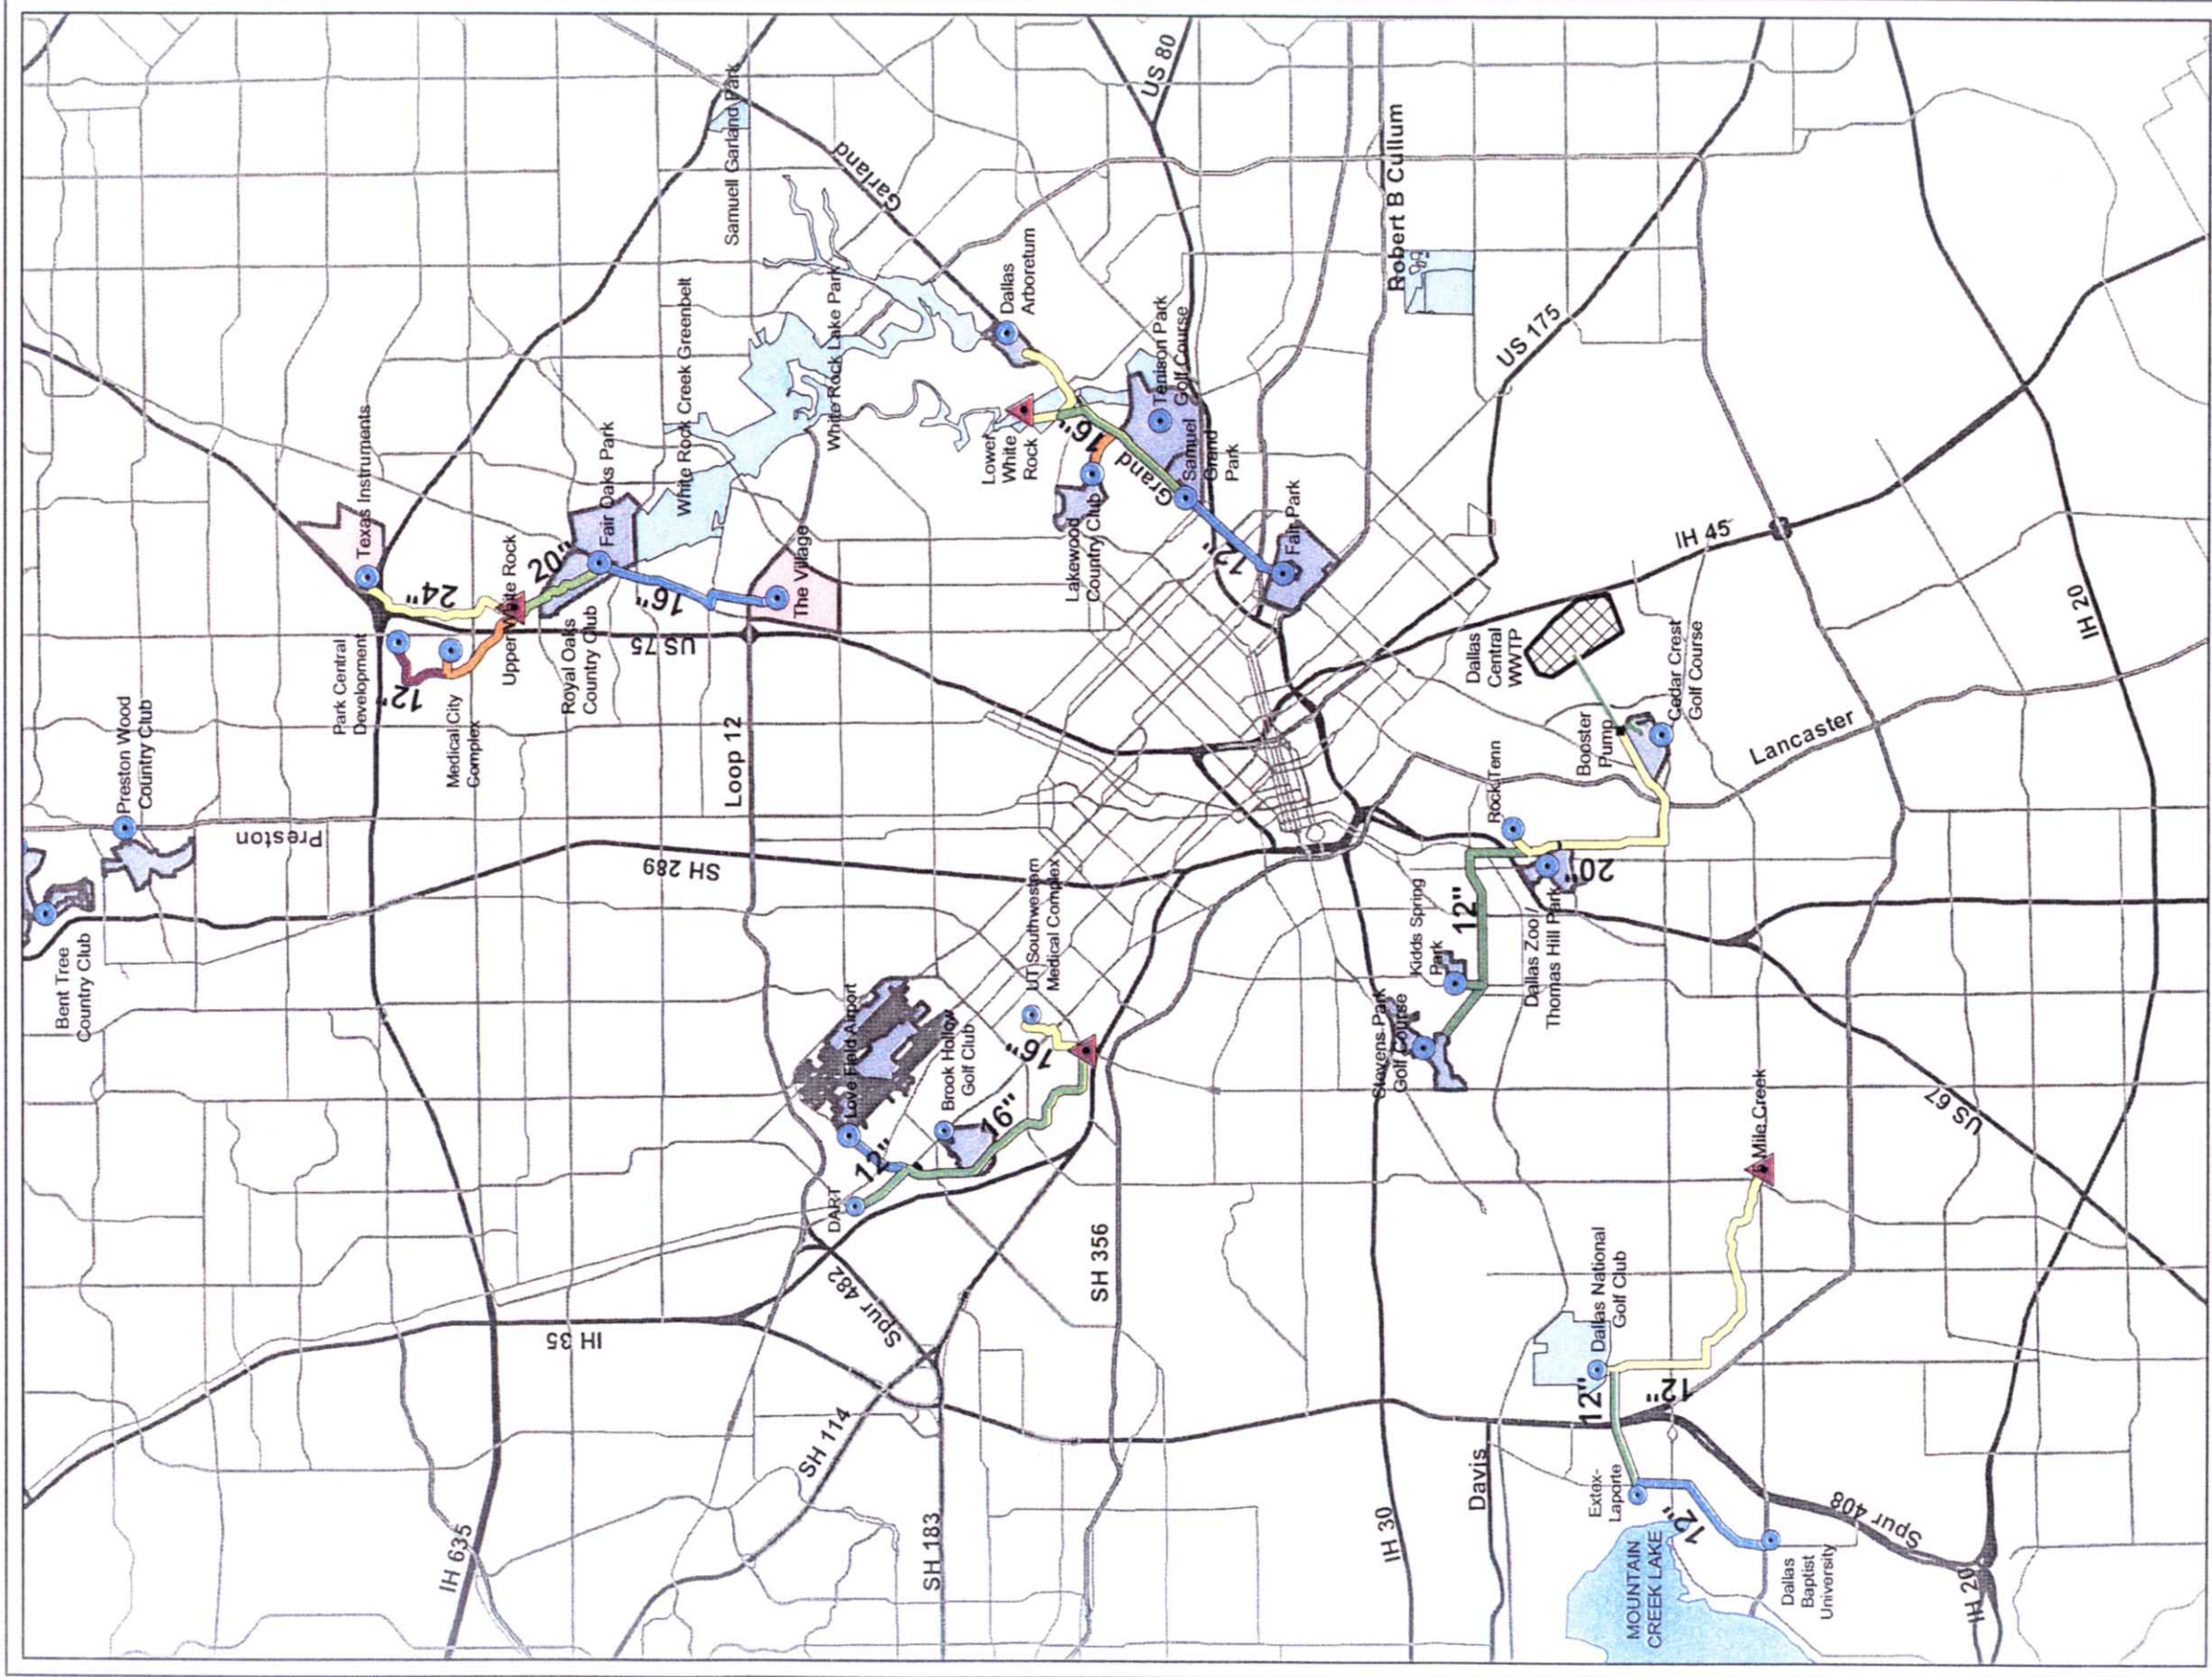 US 80
Samuell Garland Park
Garland
Robert B Cullum
Dallas
Arboretum
White Rock Creek Greenbelt
White Rock Lake Park
Tenison Park
Golf Course
US 175
Texas Instruments
Fair Oaks Park
Lower
White
Rock
16"
Grand
Samuel
Grand
Park
Lakewood
Country Club
12"
Fair Park
IH 45
IH 20
24"
Upper White Rock
20"
16"
The Village
US 75
Royal Oaks
Country Club
Park Central
Development
12"
Medical City
Complex
Preston Wood
Country Club
Preston
Loop 12
SH 289
Dallas
Central
WWTP
Cedar Crest
Golf Course
Booster
Pump
Lancaster
Rock Tenn
20"
12"
Kidds Spring
Park
Dallas Zoo /
Thomas Hill Park
Stevens Park
Golf Course
Bent Tree
Country Club
UT Southwestern
Medical Complex
16"
Love Field Airport
Brook Hollow
Golf Club
16"
12"
DART
SH 356
Spur 482
IH 35
SH 114
SH 183
IH 635
IH 30
Davis
US 67
5 Mile Creek
Dallas National
Golf Club
12"
12"
Extex-
Laporte
12"
Spur 408
MOUNTAIN
CREEK LAKE
Dallas
Baptist
University
IH 20